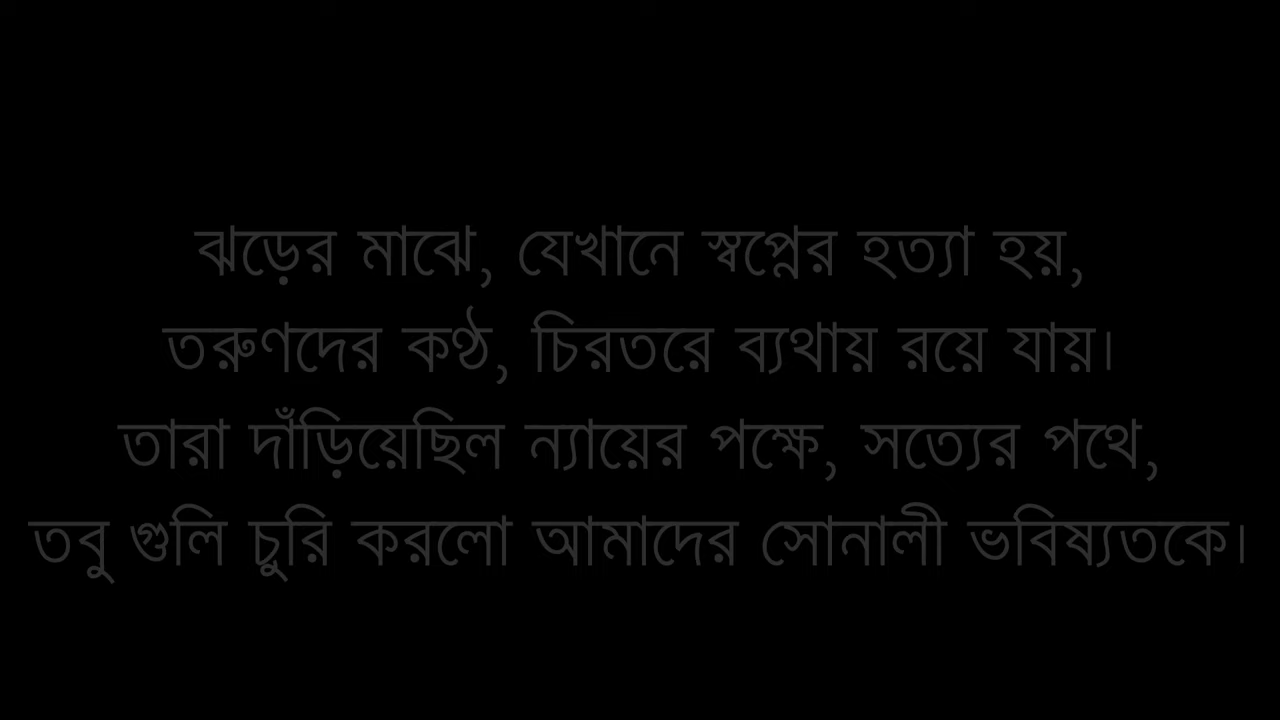 ঝড়ের মাঝে, যেখানে স্বপ্নের হত্যা হয়,
তরুণদের কণ্ঠ, চিরতরে ব্যথায় রয়ে যায়।
তারা দাঁড়িয়েছিল ন্যায়ের পক্ষে, সত্যের পথে,
তবু গুলি চুরি করলো আমাদের সোনালী ভবিষ্যতকে।